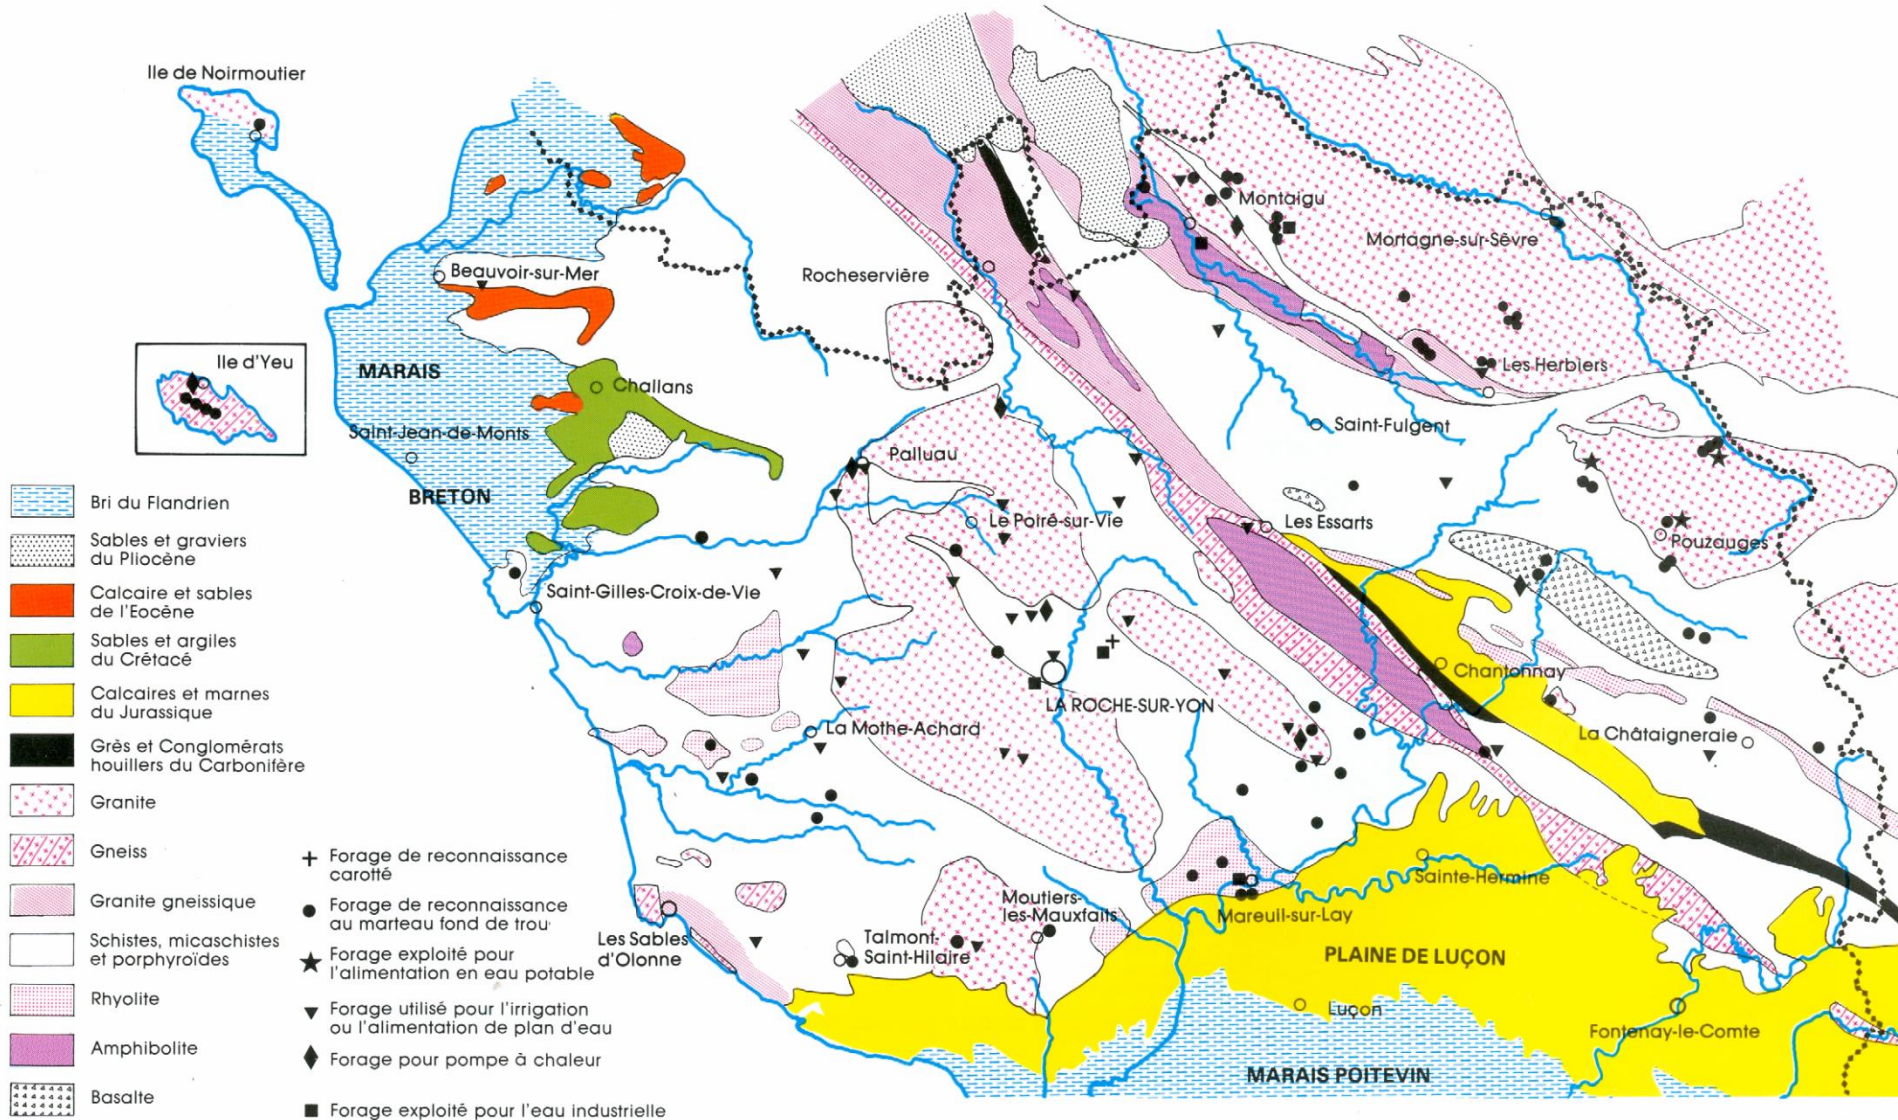 Ile de Noirmoutier
Beauvoir-sur-Mer
Rocheservière
Montaigu
Mortagne-sur-Sèvre
Ile d'Yeu
MARAIS
Challans
Les Herbiers
Saint-Jean-de-Monts
Saint-Fulgent
Palluau
BRETON
Le Poiré-sur-Vie
Les Essarts
Pouzauges
Saint-Gilles-Croix-de-Vie
Chantonnay
LA ROCHE-SUR-YON
La Mothe-Achard
La Châtaigneraie
Sainte-Hermine
Moutiers-
les-Mauxfaits
Mareuil-sur-Lay
Les Sables
d'Olonne
Talmont-
Saint-Hilaire
PLAINE DE LUÇON
Luçon
Fontenay-le-Comte
MARAIS POITEVIN
Bri du Flandrien
Sables et graviers
du Pliocène
Calcaire et sables
de l'Eocène
Sables et argiles
du Crétacé
Calcaires et marnes
du Jurassique
Grès et Conglomérats
houillers du Carbonifère
Granite
Gneiss
Granite gneissique
Schistes, micaschistes
et porphyroïdes
Rhyolite
Amphibolite
Basalte
Forage de reconnaissance
carotté
Forage de reconnaissance
au marteau fond de trou
Forage exploité pour
l'alimentation en eau potable
Forage utilisé pour l'irrigation
ou l'alimentation de plan d'eau
Forage pour pompe à chaleur
Forage exploité pour l'eau industrielle